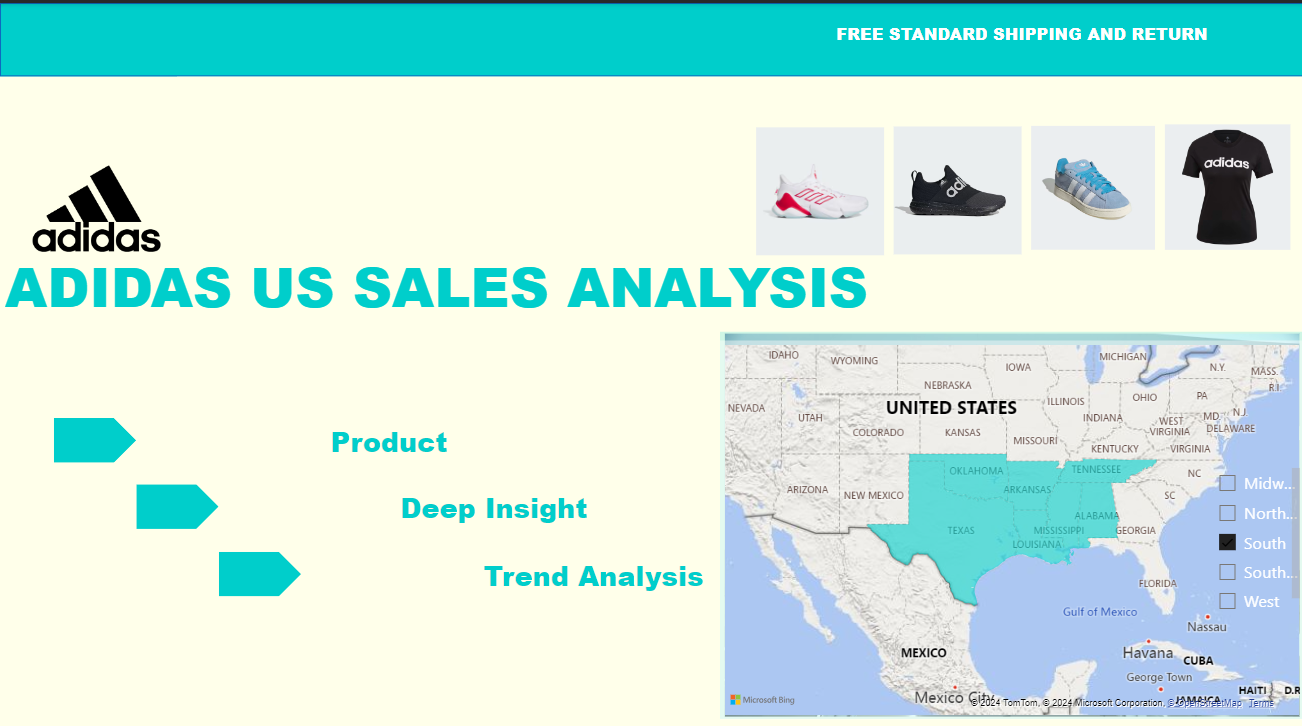 FREE STANDARD SHIPPING AND RETURN
adidas
adi
adidas
ADIDAS US SALES ANALYSIS
Product
Deep Insight
Trend Analysis
IDAHO
WYOMING
IOWA
MICHIGAN
N.Y.
MASS.
R.I.
NEBRASKA
NEVADA
UTAH
UNITED STATES
ILLINOIS
INDIANA
OHIO
PA
MD
N.J.
DELAWARE
COLORADO
KANSAS
MISSOURI
WEST
VIRGINIA
KENTUCKY
VIRGINIA
OKLAHOMA
TENNESSEE
NC
ARIZONA
NEW MEXICO
ARKANSAS
SC
TEXAS
MISSISSIPPI
ALABAMA
GEORGIA
LOUISIANA
FLORIDA
Midw...
North...
South
South...
West
Gulf of Mexico
Nassau
MEXICO
Havana
CUBA
George Town
Mexico City
HAITI
D.R
JAMAICA
Microsoft Bing
© 2024 TomTom, © 2024 Microsoft Corporation, © OpenStreetMap Terms